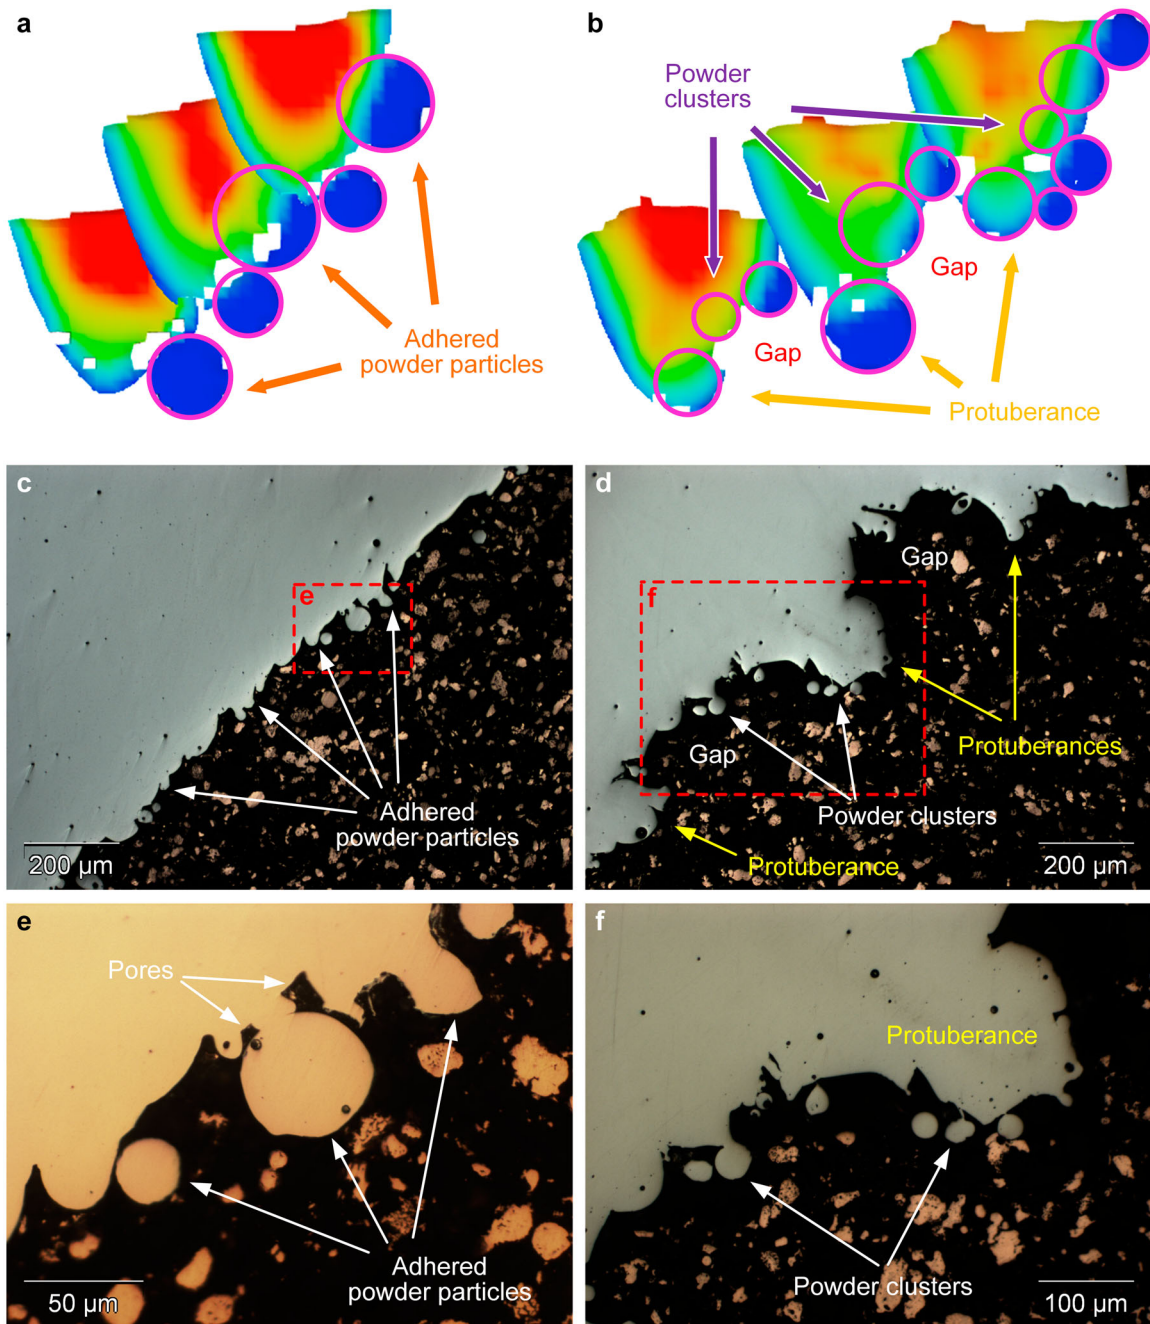 a
Adhered
powder particles
b
Powder
clusters
Gap
Gap
Protuberance
c
e
Adhered
powder particles
200 µm
d
Gap
f
Gap
Protuberances
Powder clusters
Protuberance
200 µm
e
Pores
Adhered
powder particles
50 µm
f
Protuberance
Powder clusters
100 µm